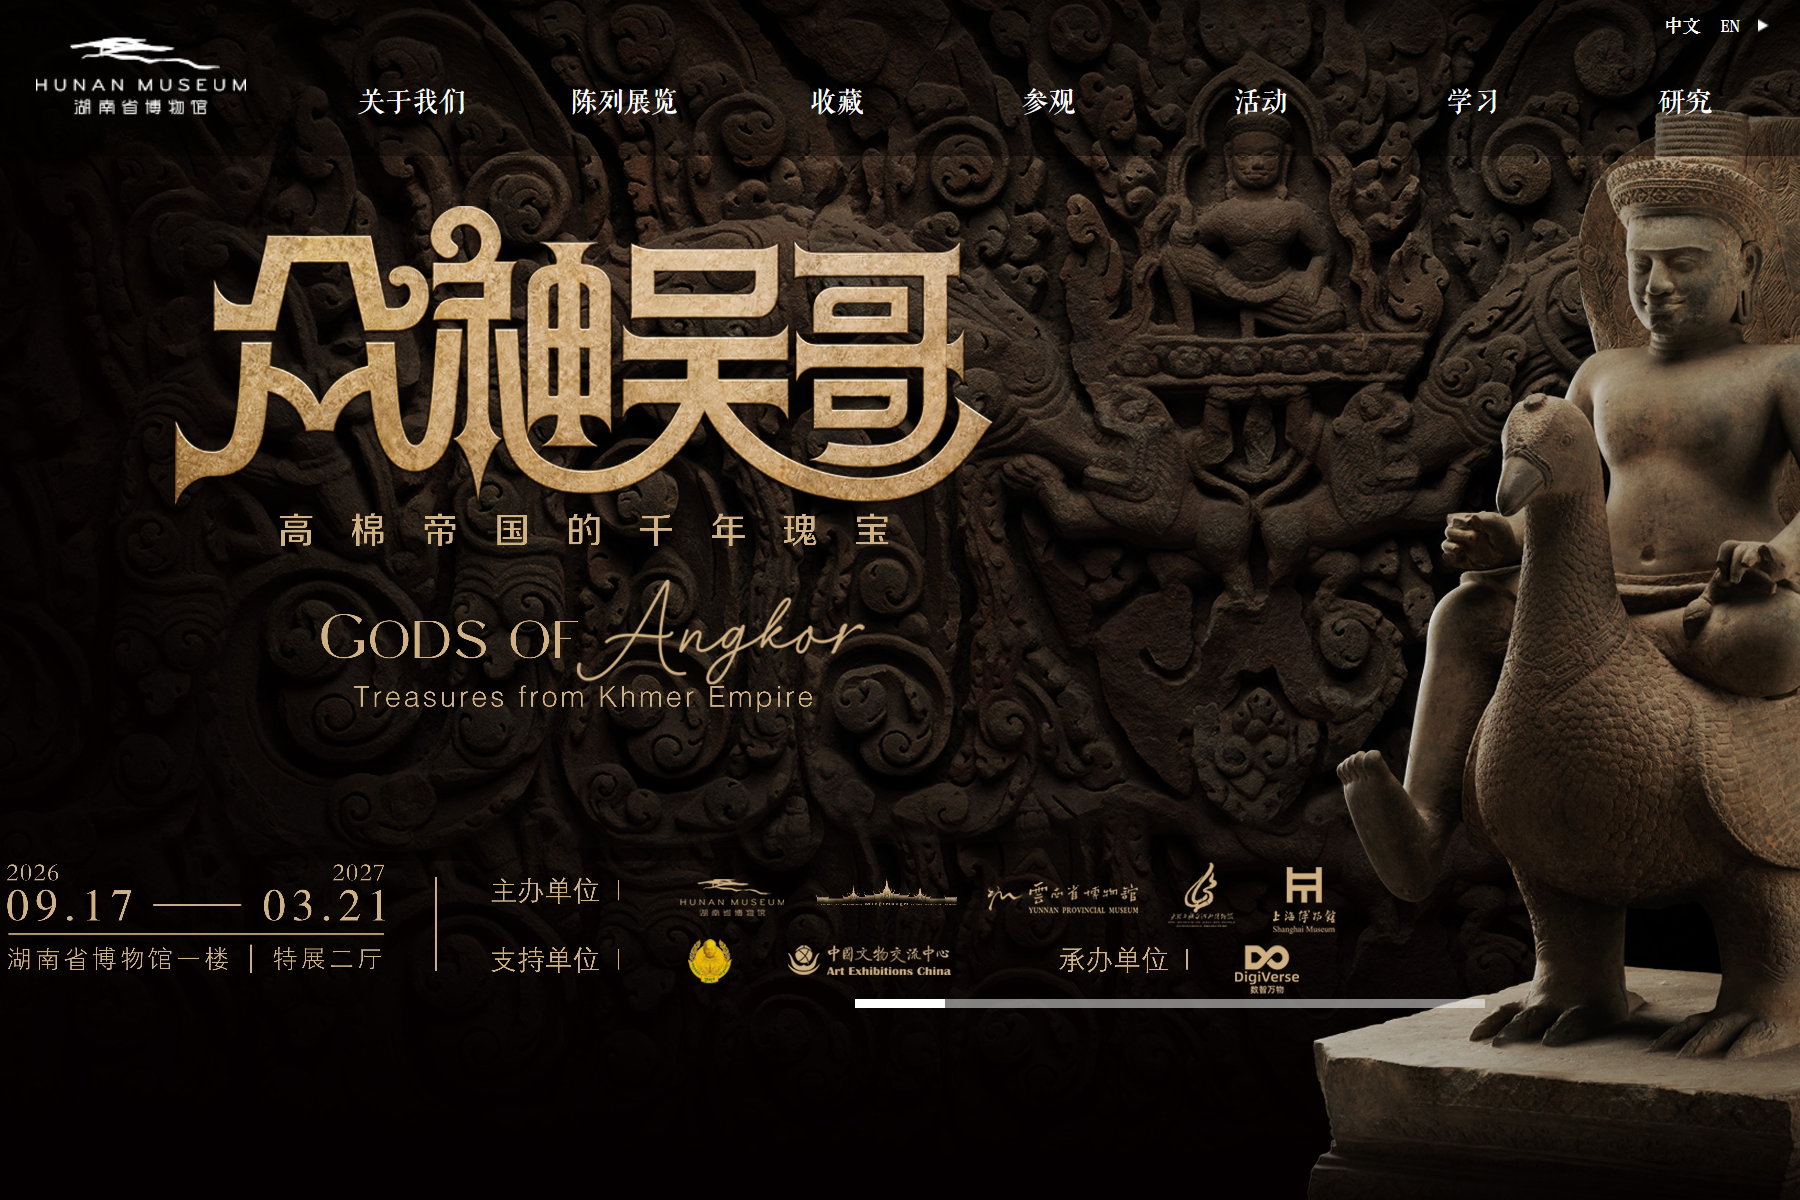 中文 EN
HUNAN MUSEUM
湖南省博物馆
关于我们 陈列展览 收藏 参观 活动 学习 研究
众神吴哥
高棉帝国的千年瑰宝
GODS OF Angkor
Treasures from Khmer Empire
2026 2027
09.17 — 03.21
湖南省博物馆一楼 | 特展二厅
主办单位 |
HUNAN MUSEUM
湖南省博物馆
雲南省博物館
YUNNAN PROVINCIAL MUSEUM
上海博物館
Shanghai Museum
支持单位 |
中國文物交流中心
Art Exhibitions China
承办单位 |
DigiVerse
数智万物